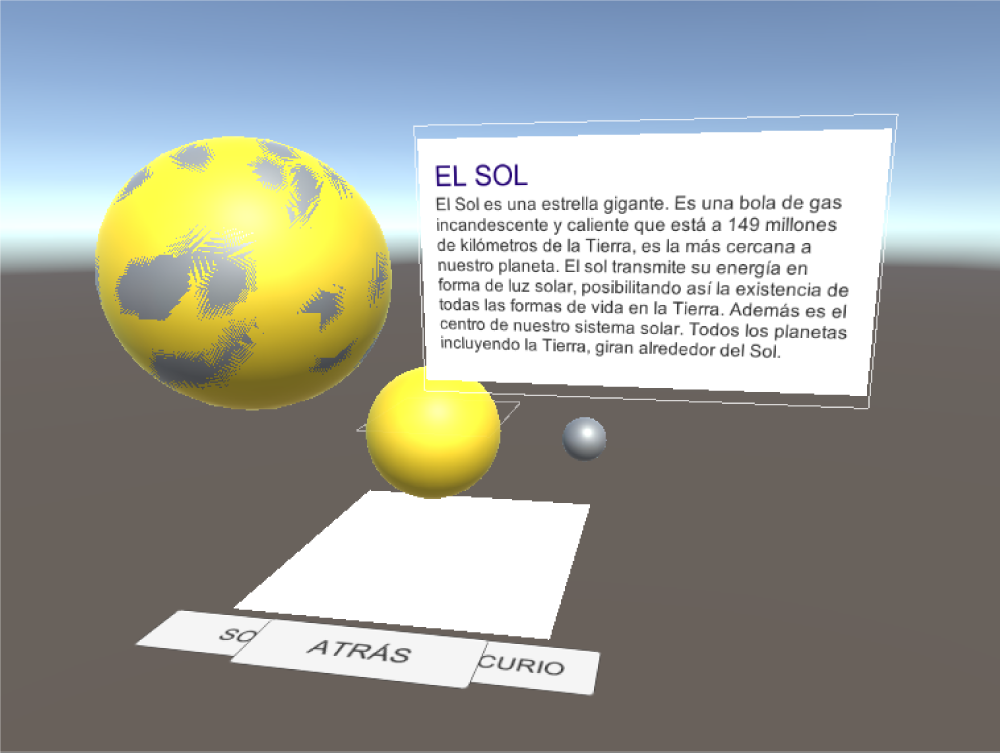 EL SOL
El Sol es una estrella gigante. Es una bola de gas
incandescente y caliente que está a 149 millones
de kilómetros de la Tierra, es la más cercana a
nuestro planeta. El sol transmite su energía en
forma de luz solar, posibilitando así la existencia de
todas las formas de vida en la Tierra. Además es el
centro de nuestro sistema solar. Todos los planetas
incluyendo la Tierra, giran alrededor del Sol.
SO
ATRÁS
CURIO